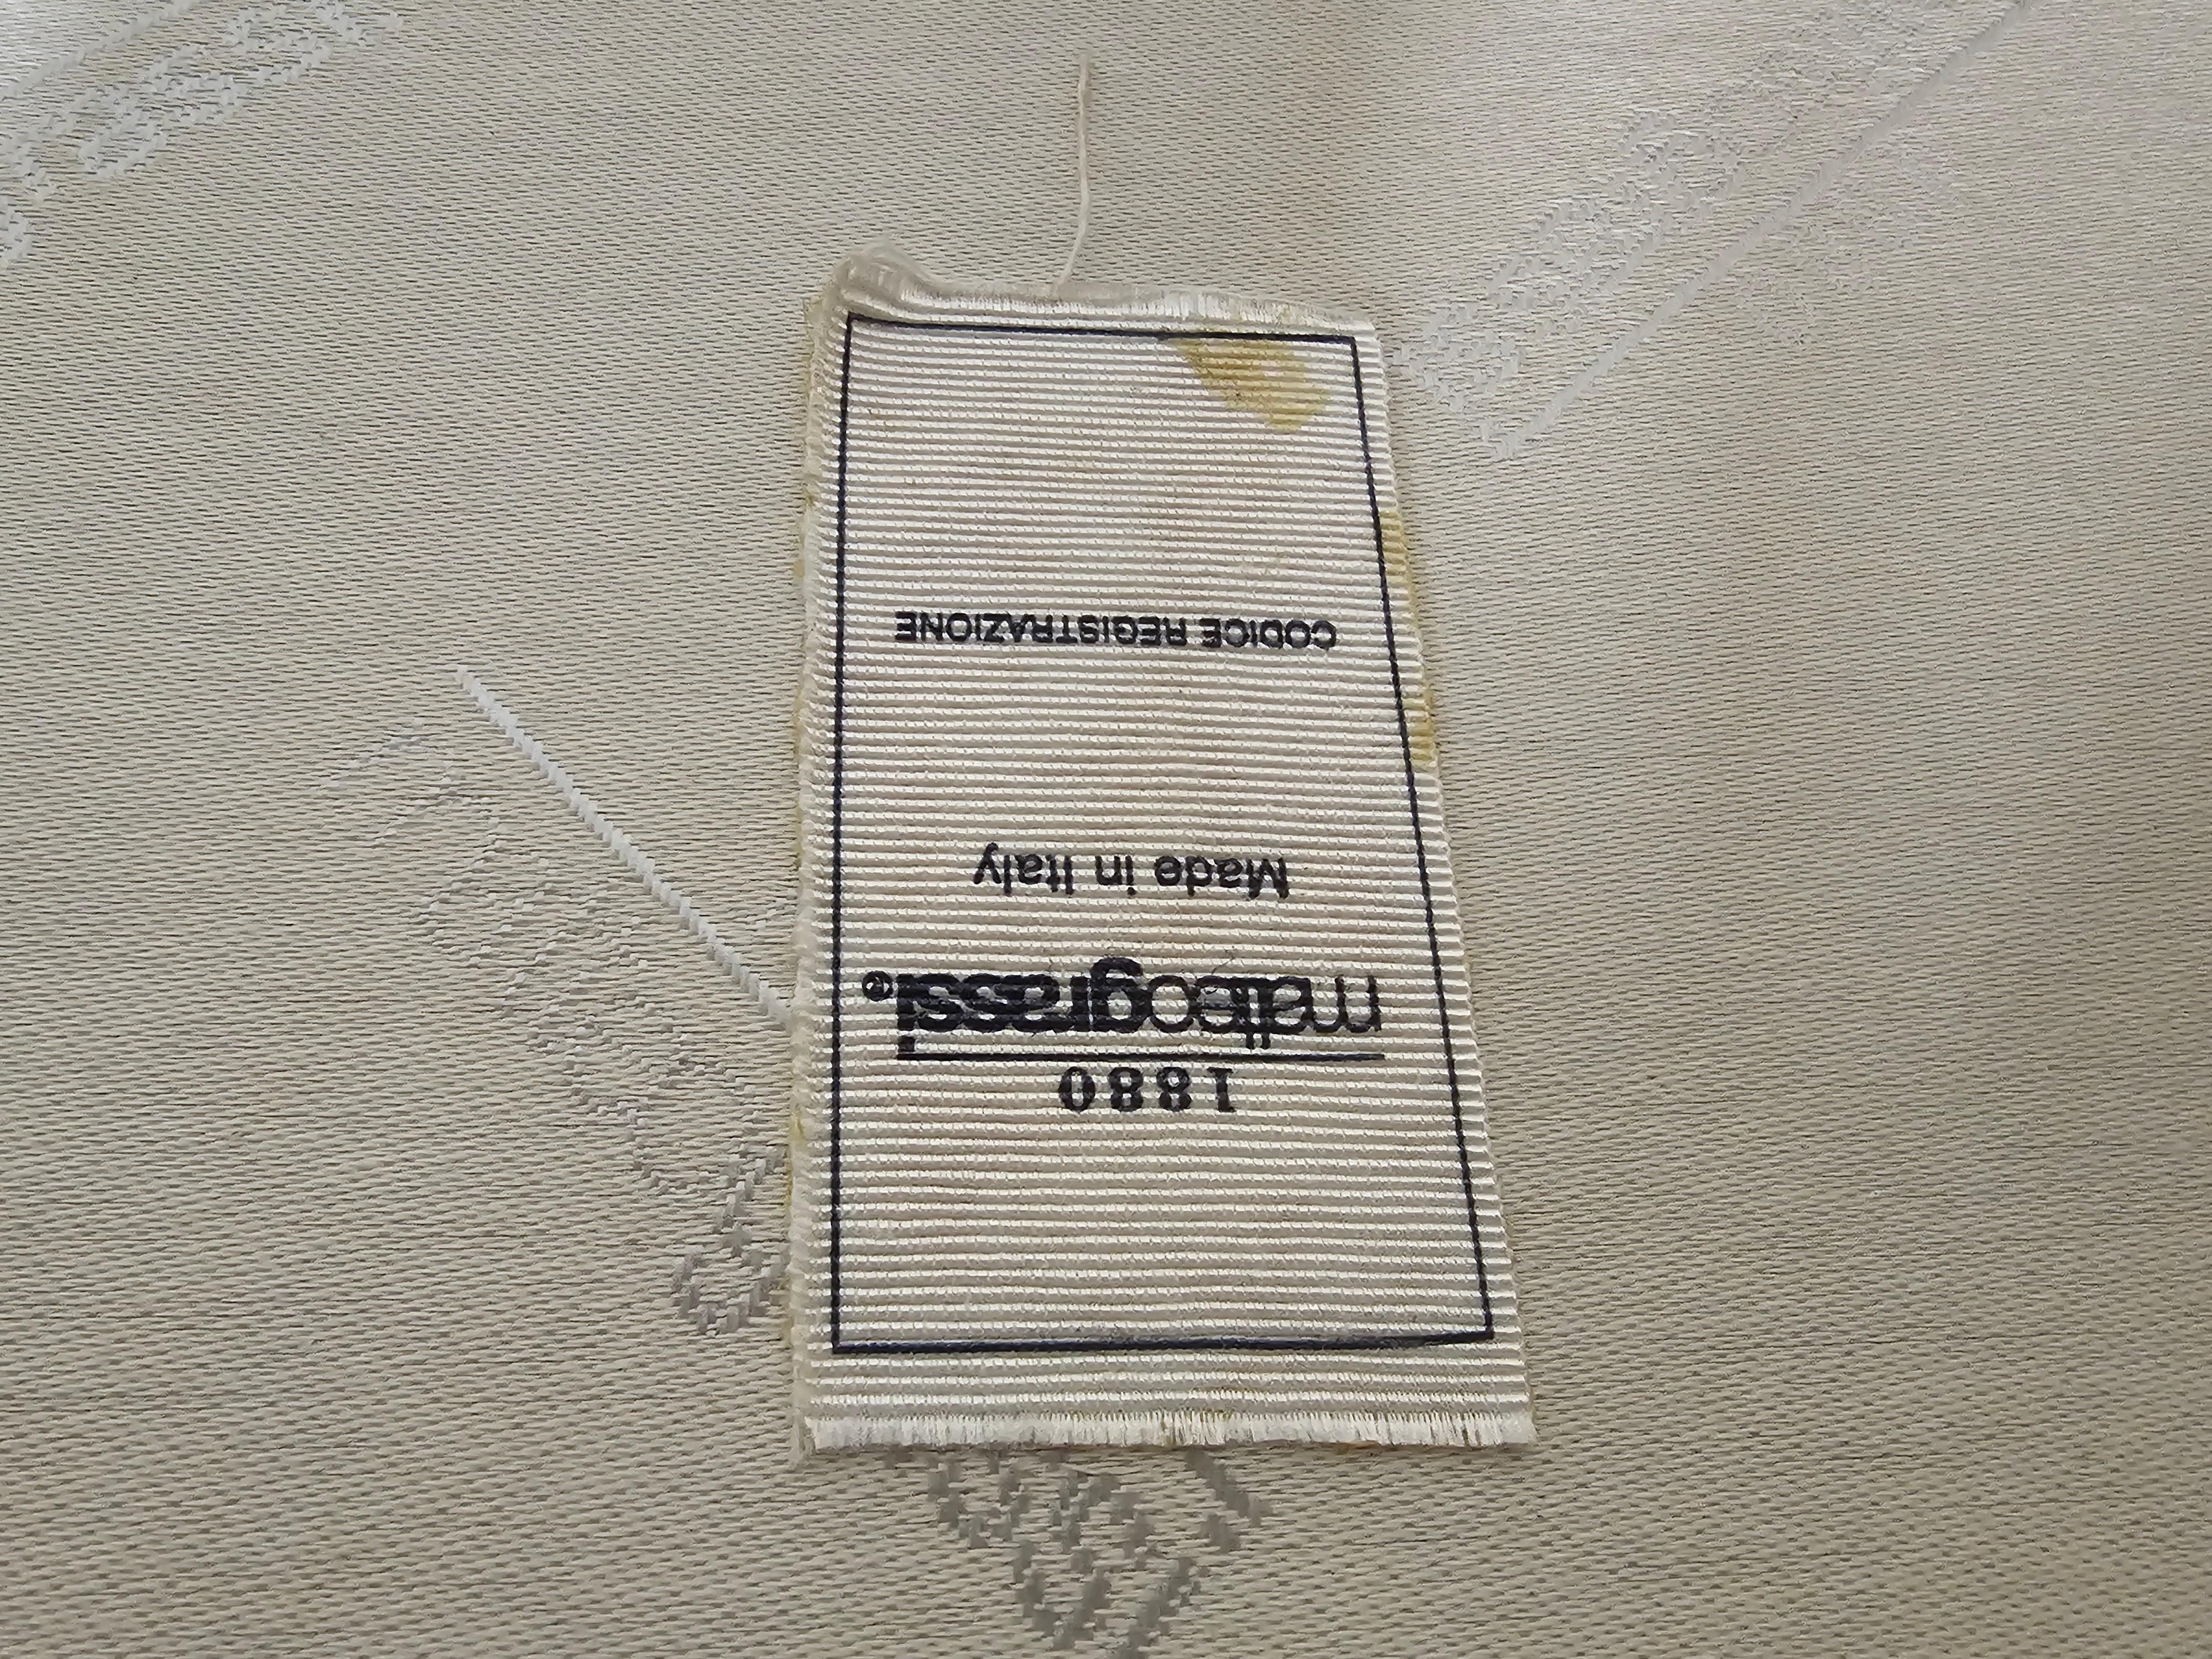 1880
matteograssi®
Made in Italy
CODICE REGISTRAZIONE